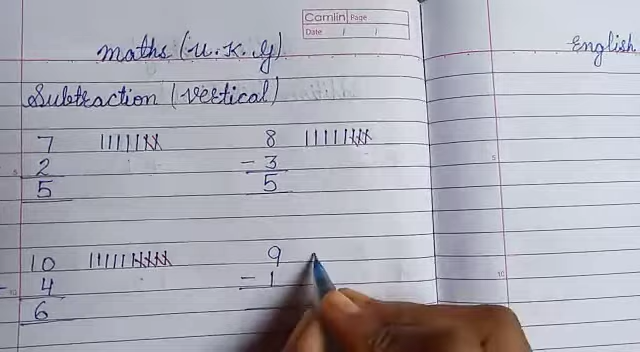 Camlin Page
Date / /
Maths (U.K.G)
English
Subtraction (Vertical)
7 8
2 - 3
5 5
10 9
4 - 1
6